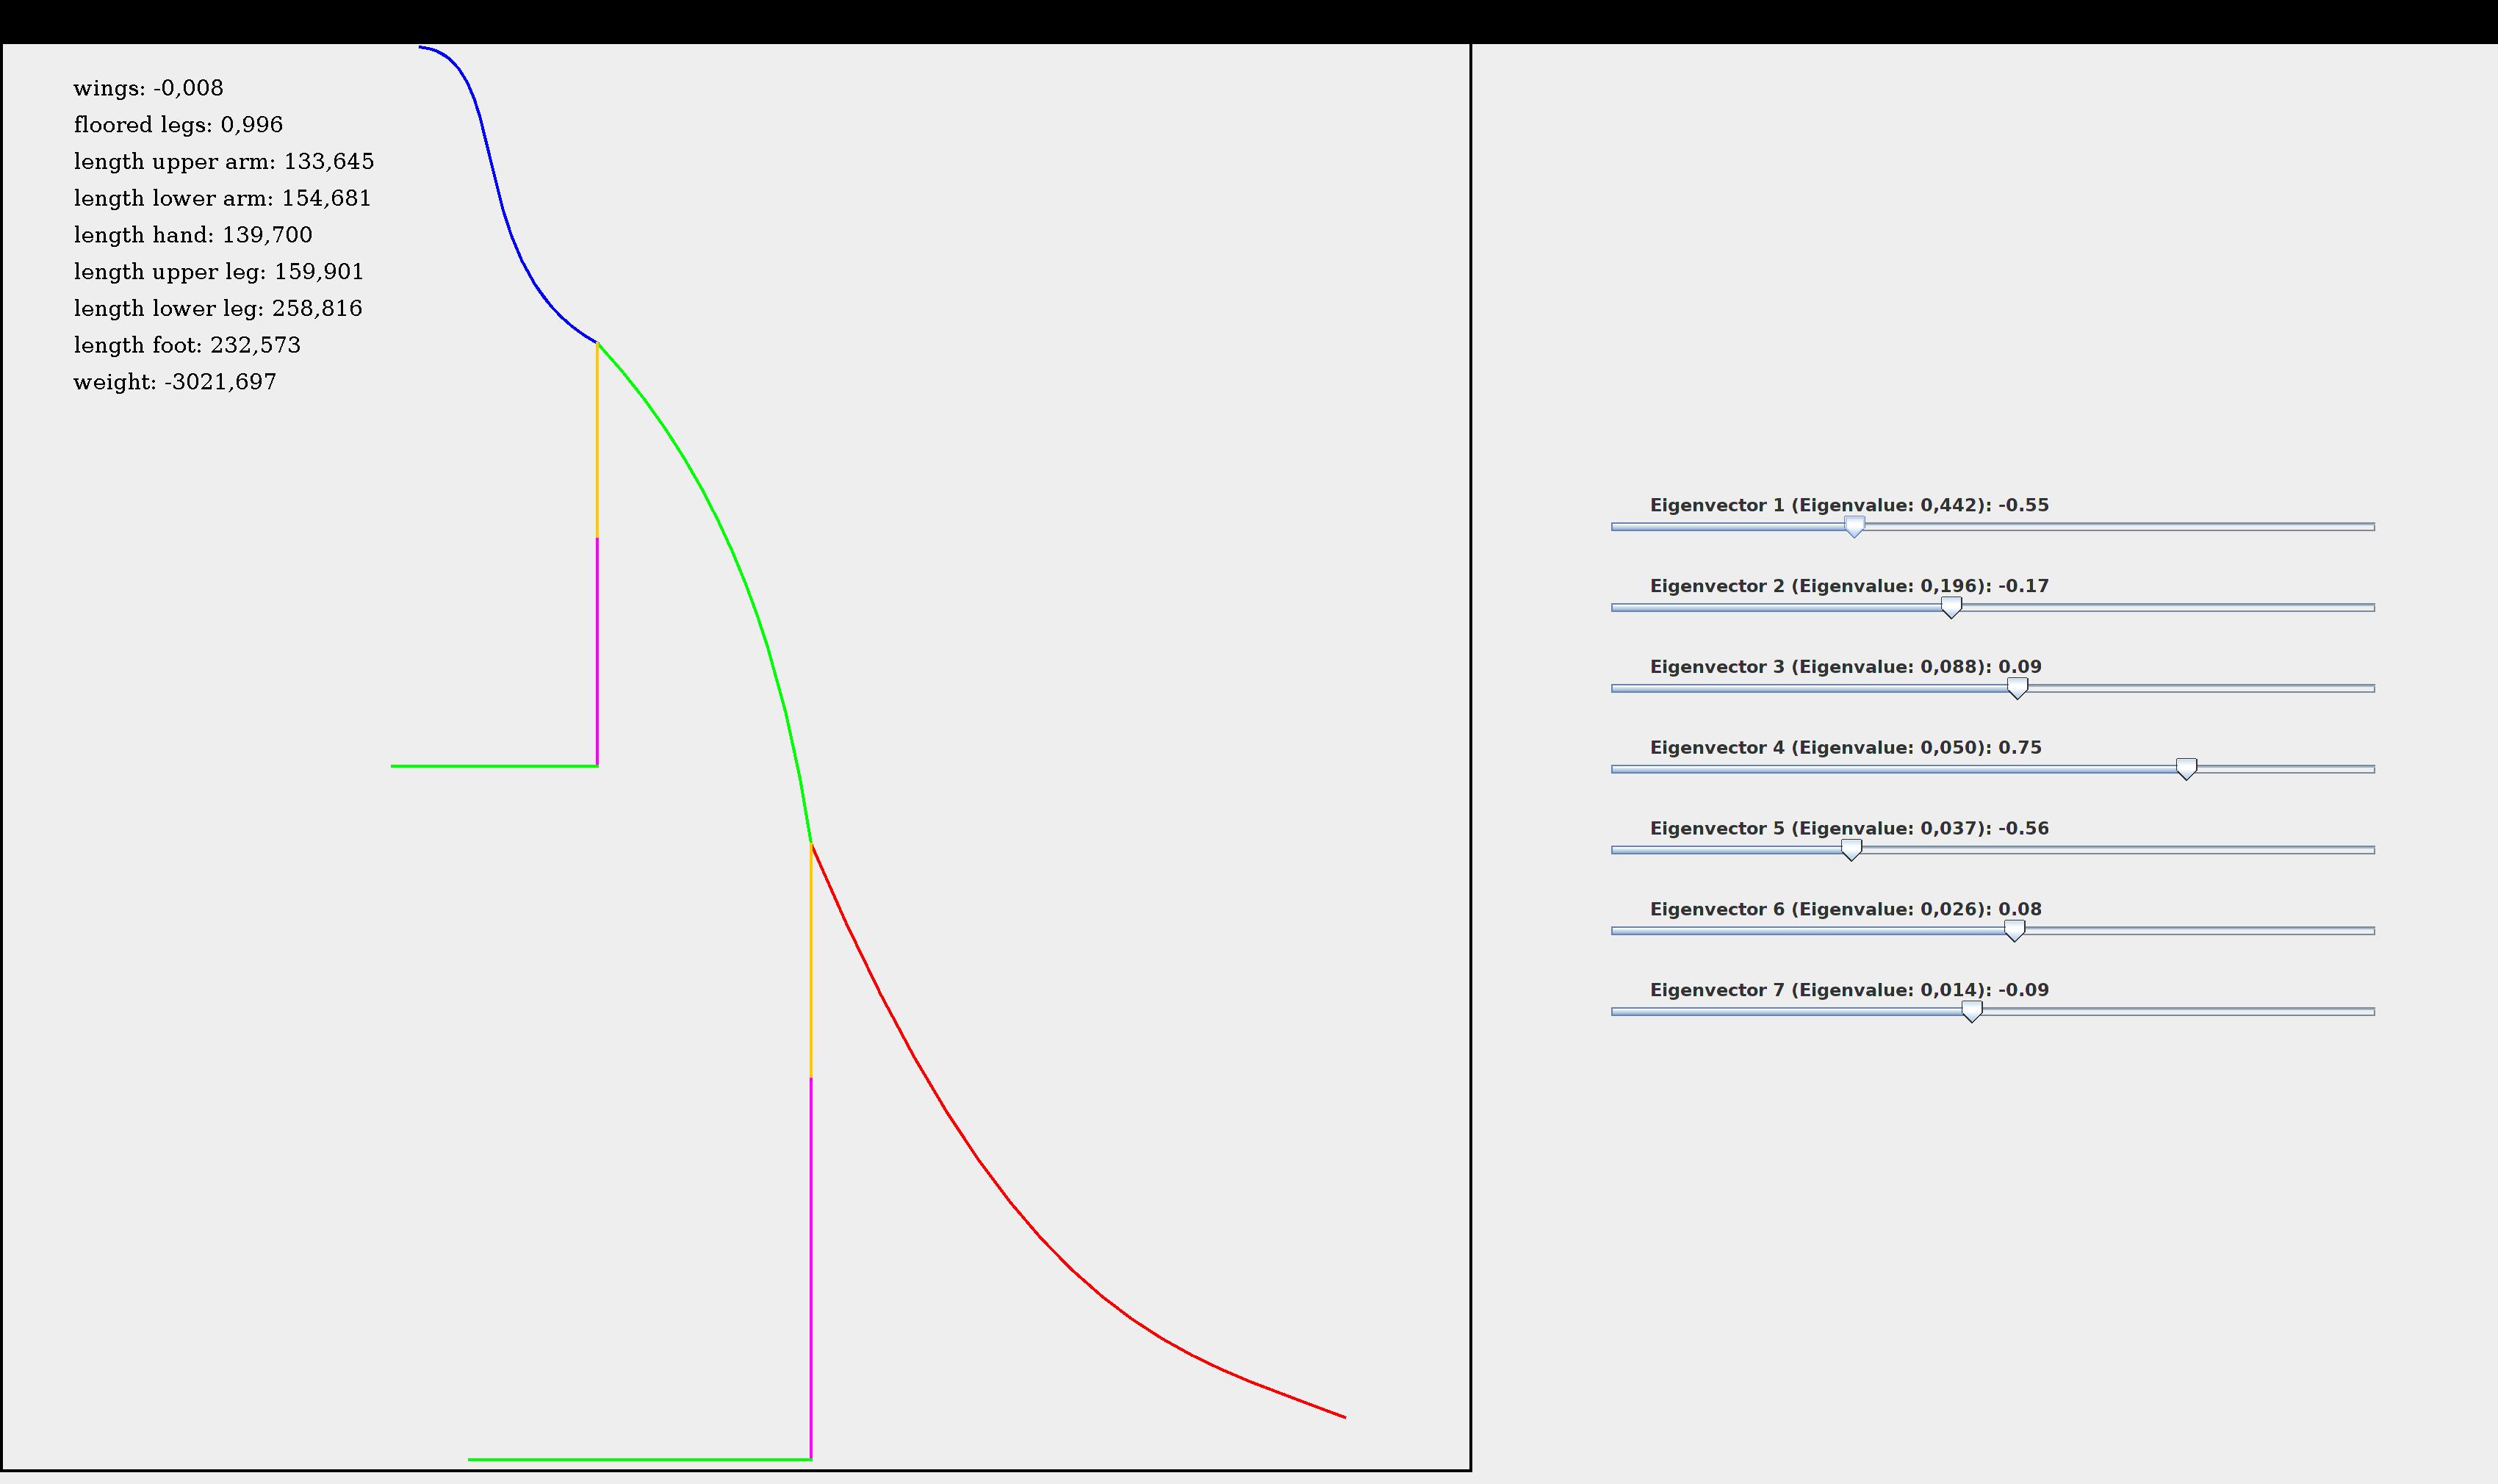 wings: -0,008
floored legs: 0,996
length upper arm: 133,645
length lower arm: 154,681
length hand: 139,700
length upper leg: 159,901
length lower leg: 258,816
length foot: 232,573
weight: -3021,697
Eigenvector 1 (Eigenvalue: 0,442): -0.55
Eigenvector 2 (Eigenvalue: 0,196): -0.17
Eigenvector 3 (Eigenvalue: 0,088): 0.09
Eigenvector 4 (Eigenvalue: 0,050): 0.75
Eigenvector 5 (Eigenvalue: 0,037): -0.56
Eigenvector 6 (Eigenvalue: 0,026): 0.08
Eigenvector 7 (Eigenvalue: 0,014): -0.09